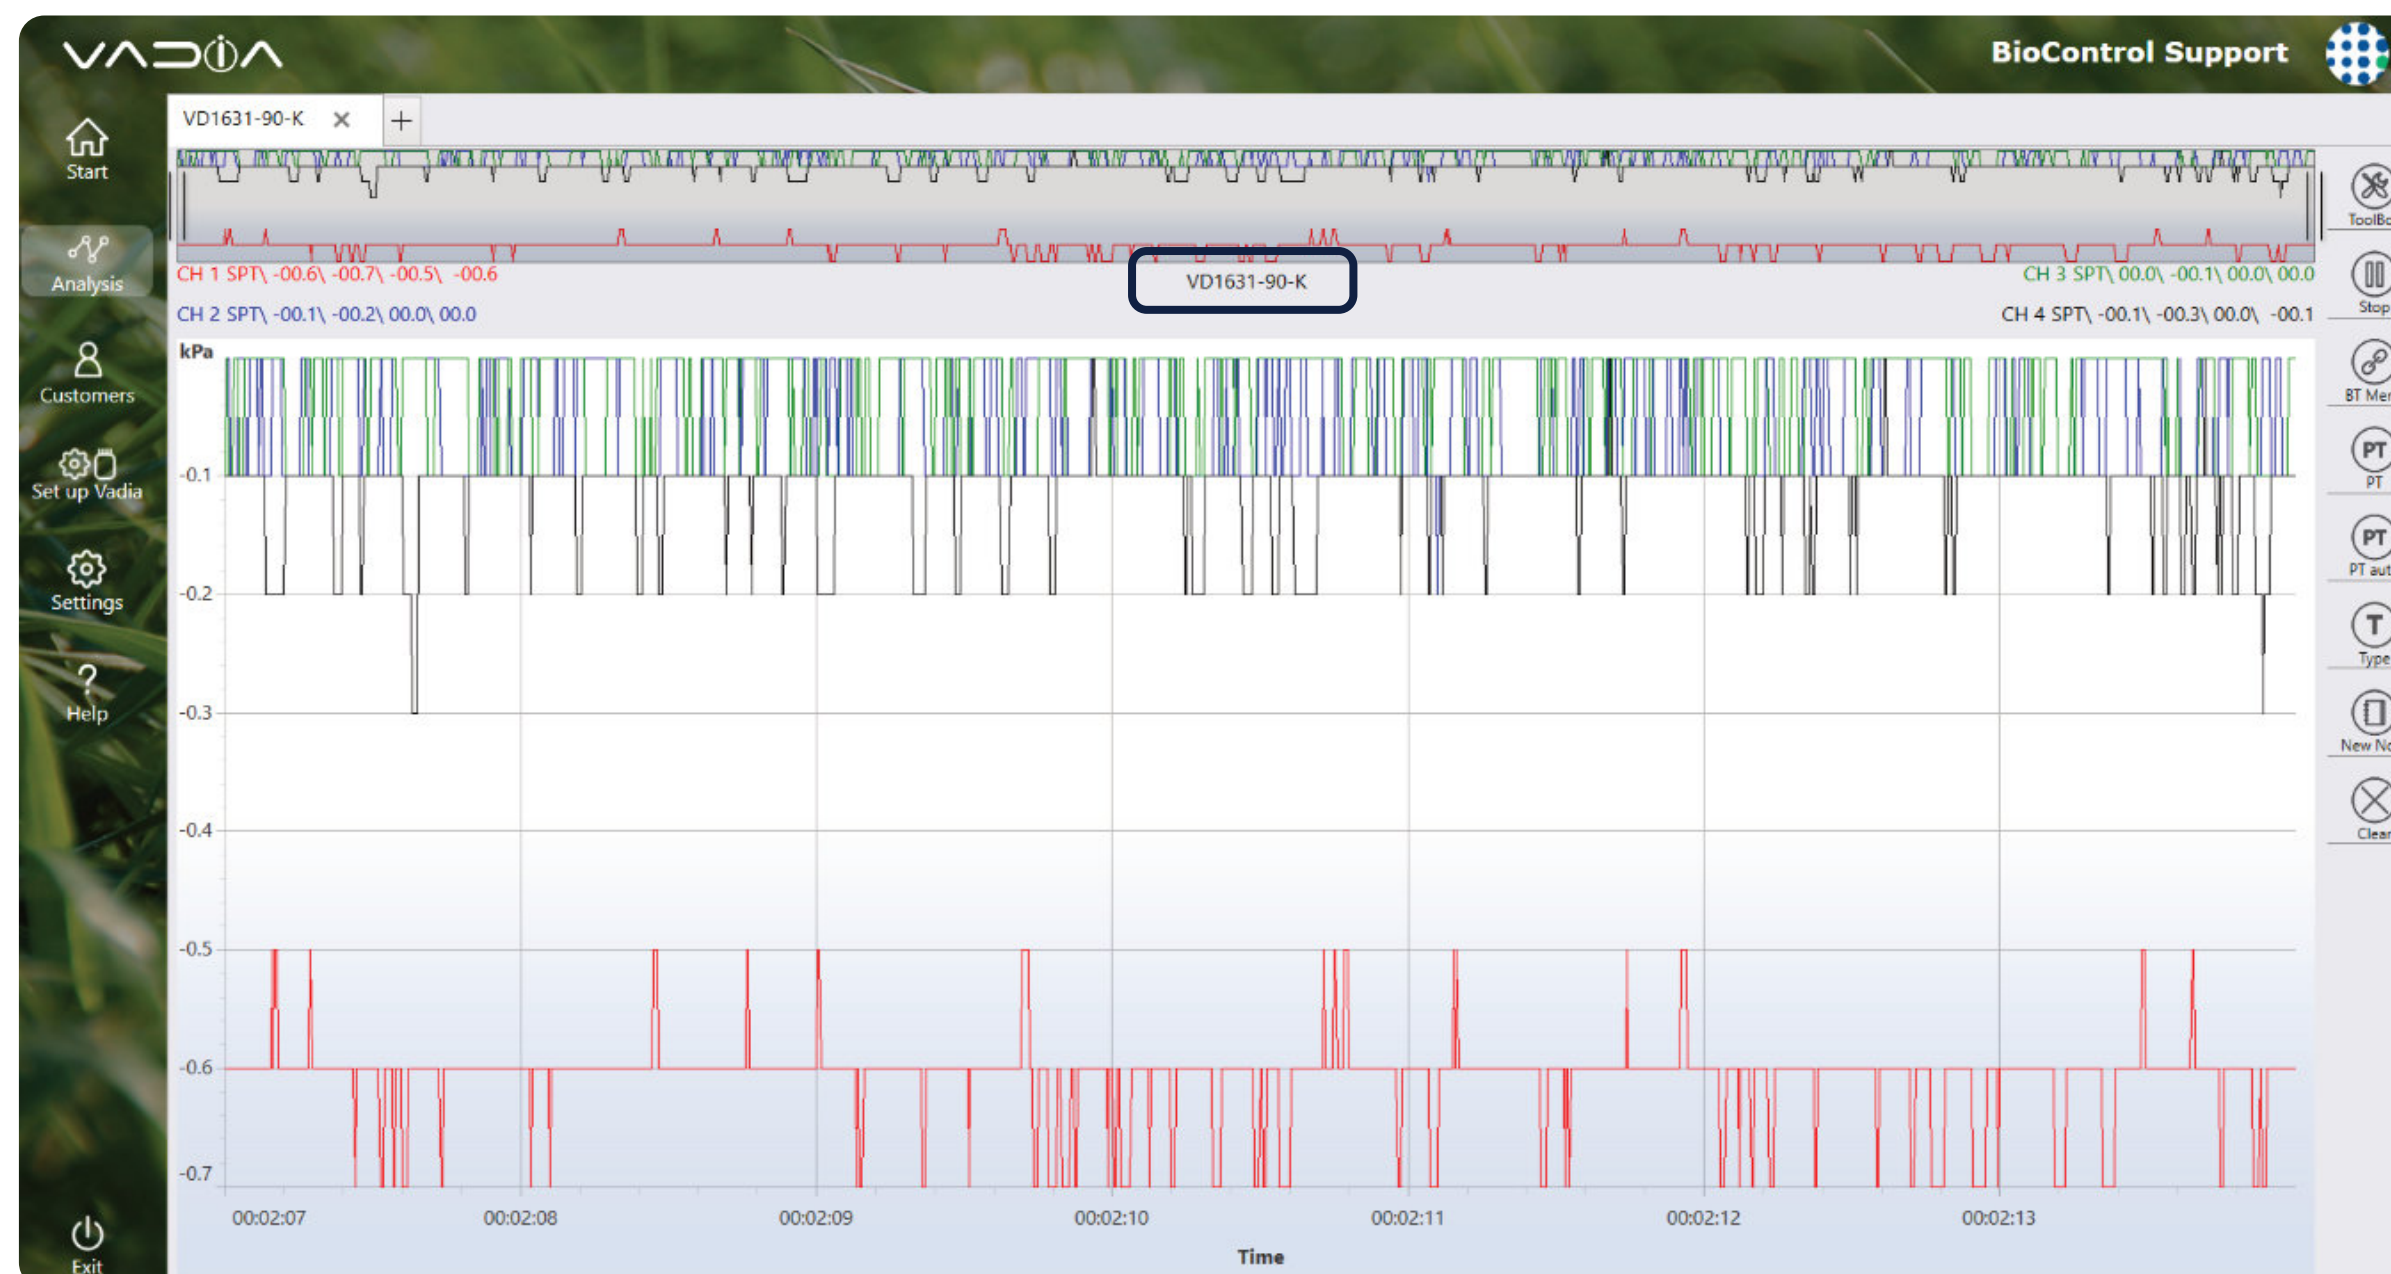 VADIA
BioControl Support
VD1631-90-K
Start
Analysis
Customers
Set up Vadia
Settings
Help
Exit
CH 1 SPT\ -00.6\ -00.7\ -00.5\ -00.6
CH 2 SPT\ -00.1\ -00.2\ 00.0\ 00.0
VD1631-90-K
CH 3 SPT\ 00.0\ -00.1\ 00.0\ 00.0
CH 4 SPT\ -00.1\ -00.3\ 00.0\ -00.1
kPa
-0.1
-0.2
-0.3
-0.4
-0.5
-0.6
-0.7
00:02:07 00:02:08 00:02:09 00:02:10 00:02:11 00:02:12 00:02:13
Time
Stop
BT
PT
PT
PT
PT
T
Type
New
Clear